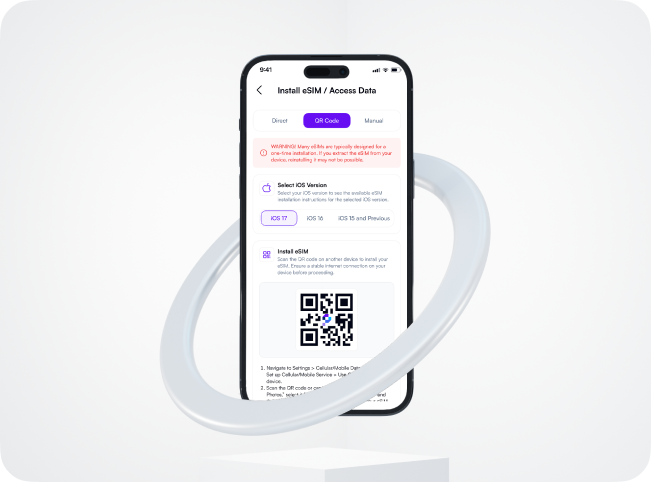 9:41
Install eSIM / Access Data
Direct
QR Code
Manual
WARNING! Many eSIMs are typically designed for a
one-time installation. If you extract the eSIM from your
device, reinstalling it may not be possible.
Select iOS Version
Select your iOS version to see the available eSIM
installation instructions for the selected iOS version.
iOS 17
iOS 16
iOS 15 and Previous
Install eSIM
Scan the QR code on another device to install your
eSIM. Ensure a stable internet connection on your
device before proceeding.
1. Navigate to Settings > Cellular/Mobile Data
Set up Cellular/Mobile Service > Use
device.
2. Scan the QR code or
Photos," select
and